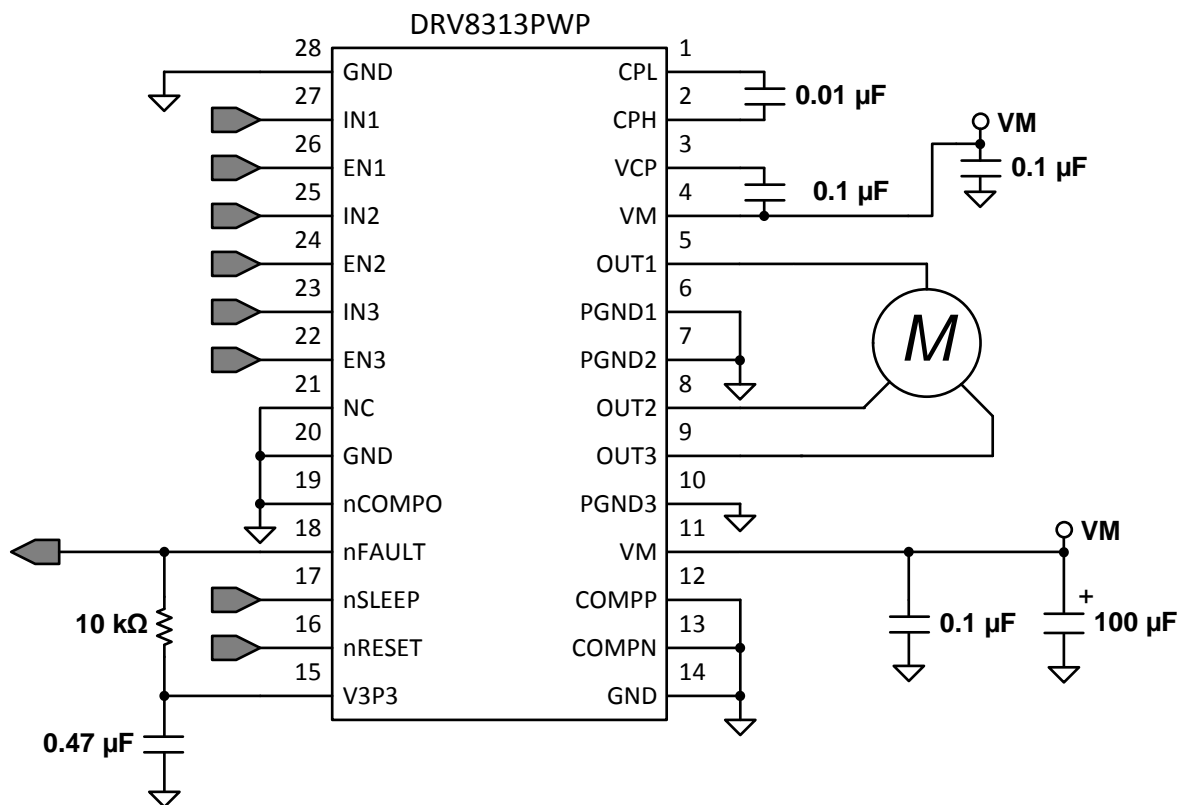 DRV8313PWP
28
GND
27
IN1
26
EN1
25
IN2
24
EN2
23
IN3
22
EN3
21
NC
20
GND
19
nCOMPO
18
nFAULT
17
nSLEEP
16
nRESET
15
V3P3
10 kΩ
0.47 µF
1
CPL
2
CPH
0.01 µF
3
VCP
0.1 µF
4
VM
VM
0.1 µF
5
OUT1
6
PGND1
7
PGND2
M
8
OUT2
9
OUT3
10
PGND3
11
VM
VM
12
COMPP
13
COMPN
14
GND
0.1 µF
+
100 µF